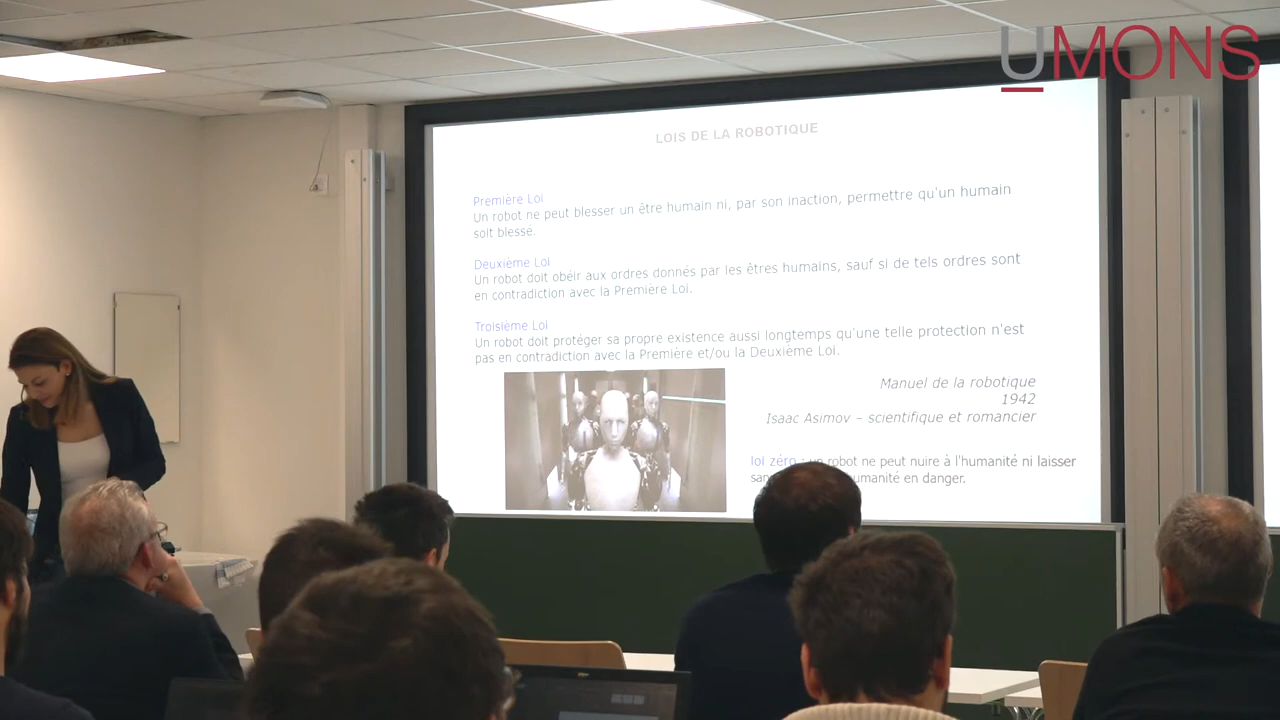 UMONS
LOIS DE LA ROBOTIQUE
Première Loi
Un robot ne peut blesser un être humain ni, par son inaction, permettre qu'un humain
soit blessé.
Deuxième Loi
Un robot doit obéir aux ordres donnés par les êtres humains, sauf si de tels ordres sont
en contradiction avec la Première Loi.
Troisième Loi
Un robot doit protéger sa propre existence aussi longtemps qu'une telle protection n'est
pas en contradiction avec la Première et/ou la Deuxième Loi.
Manuel de la robotique
1942
Isaac Asimov – scientifique et romancier
loi zéro : un robot ne peut nuire à l'humanité ni laisser
en danger.